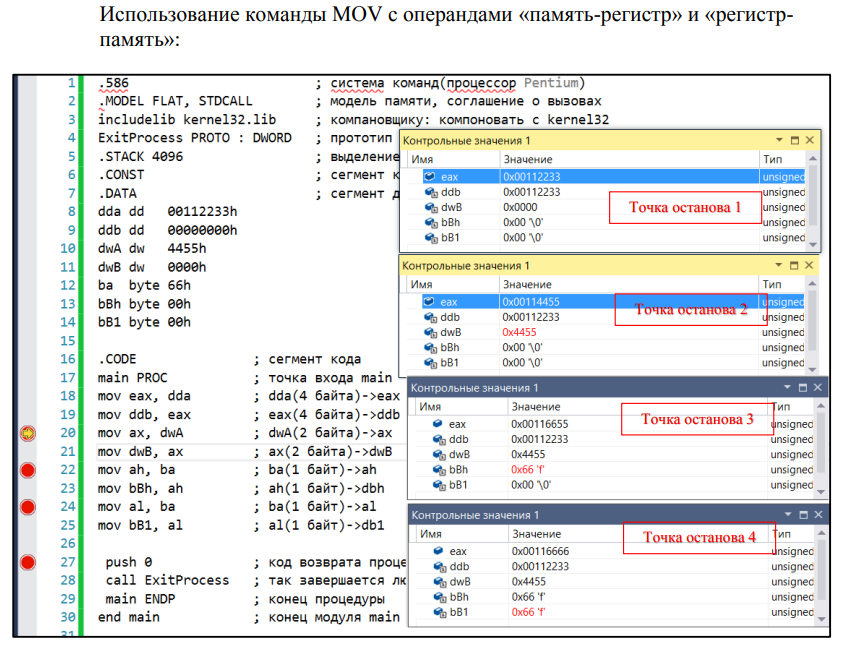 Использование команды MOV с операндами «память-регистр» и «регистр-
память»:
1 .586 ; система команд(процессор Pentium)
2 .MODEL FLAT, STDCALL ; модель памяти, соглашение о вызовах
3 includelib kernel32.lib ; компановщику: компоновать с kernel32
4 ExitProcess PROTO : DWORD ; прототип
5 .STACK 4096 ; выделение
6 .CONST ; сегмент к
7 .DATA ; сегмент д
8 dda dd 00112233h
9 ddb dd 00000000h
10 dwA dw 4455h
11 dwB dw 0000h
12 ba byte 66h
13 bBh byte 00h
14 bB1 byte 00h
15
16 .CODE ; сегмент кода
17 main PROC ; точка входа main
18 mov eax, dda ; dda(4 байта)->eax
19 mov ddb, eax ; eax(4 байта)->ddb
20 mov ax, dwA ; dwA(2 байта)->ax
21 mov dwB, ax ; ax(2 байта)->dwB
22 mov ah, ba ; ba(1 байт)->ah
23 mov bBh, ah ; ah(1 байт)->dbh
24 mov al, ba ; ba(1 байт)->al
25 mov bB1, al ; al(1 байт)->db1
26
27 push 0 ; код возврата проце
28 call ExitProcess ; так завершается лю
29 main ENDP ; конец процедуры
30 end main ; конец модуля main
31
Контрольные значения 1
Имя Значение Тип
eax 0x00112233 unsigned
ddb 0x00112233 unsigned
dwB 0x0000 unsigned
bBh 0x00 '\0' unsigned
bB1 0x00 '\0' unsigned
Точка останова 1
Контрольные значения 1
Имя Значение Тип
eax 0x00114455 unsigned
ddb 0x00112233 unsigned
dwB 0x4455 unsigned
bBh 0x00 '\0' unsigned
bB1 0x00 '\0' unsigned
Точка останова 2
Контрольные значения 1
Имя Значение Тип
eax 0x00116655 unsigned
ddb 0x00112233 unsigned
dwB 0x4455 unsigned
bBh 0x66 'f' unsigned
bB1 0x00 '\0' unsigned
Точка останова 3
Контрольные значения 1
Имя Значение Тип
eax 0x00116666 unsigned
ddb 0x00112233 unsigned
dwB 0x4455 unsigned
bBh 0x66 'f' unsigned
bB1 0x66 'f' unsigned
Точка останова 4